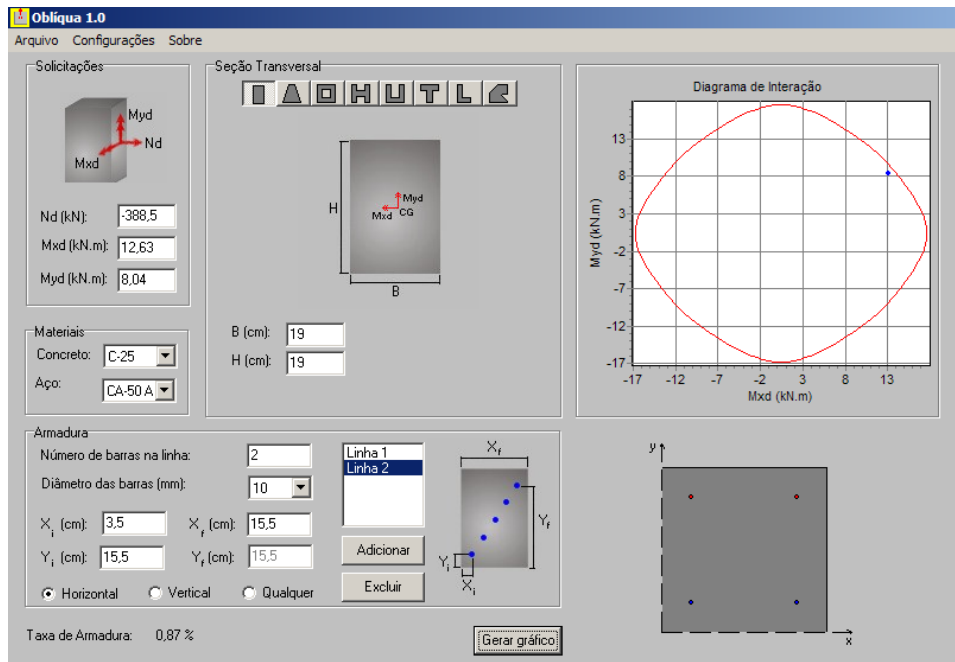 Oblíqua 1.0
Arquivo Configurações Sobre
Solicitações
Myd
Nd
Mxd
Nd (kN): -388,5
Mxd (kN.m): 12,63
Myd (kN.m): 8,04
Materiais
Concreto: C-25
Aço: CA-50 A
Seção Transversal
H
Myd
Mxd CG
B
B (cm): 19
H (cm): 19
Diagrama de Interação
Myd (kN.m)
13
8
3
-2
-7
-12
-17
-17 -12 -7 -2 3 8 13
Mxd (kN.m)
Armadura
Número de barras na linha: 2
Diâmetro das barras (mm): 10
Xi (cm): 3,5 Xf (cm): 15,5
Yi (cm): 15,5 Yf (cm): 15,5
Horizontal Vertical Qualquer
Linha 1
Linha 2
Adicionar
Excluir
Xf
Yf
Yi
Xi
Taxa de Armadura: 0,87 %
Gerar gráfico
y
x